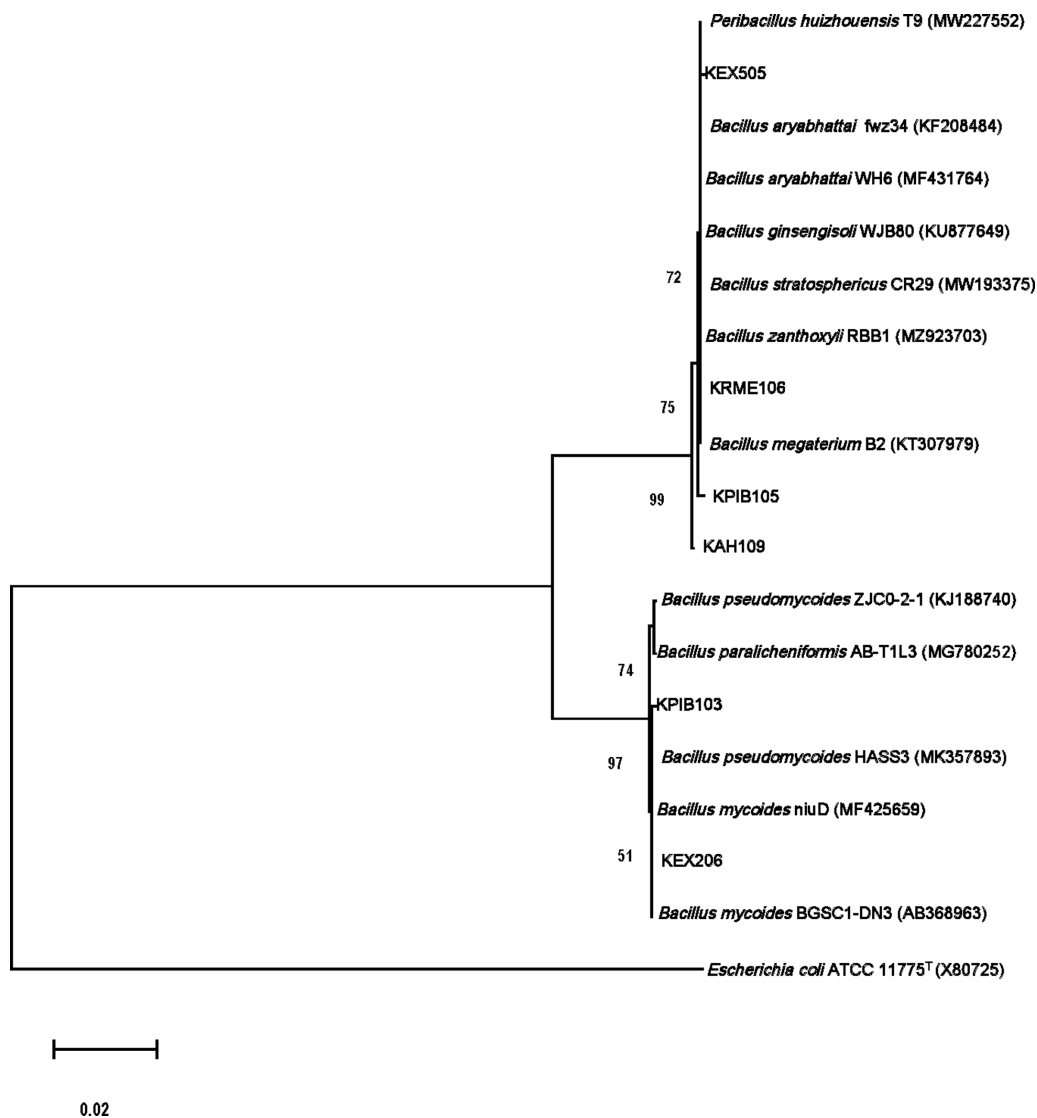 Peribacillus huizhouensis T9 (MW227552)
KEX505
Bacillus aryabhattai fwz34 (KF208484)
Bacillus aryabhattai WH6 (MF431764)
Bacillus ginsengisoli WJB80 (KU877649)
72
Bacillus stratosphericus CR29 (MW193375)
Bacillus zanthoxyli RBB1 (MZ923703)
KRME106
75
Bacillus megaterium B2 (KT307979)
KPIB105
99
KAH109
Bacillus pseudomycoides ZJC0-2-1 (KJ188740)
Bacillus paralicheniformis AB-T1L3 (MG780252)
74
KPIB103
Bacillus pseudomycoides HASS3 (MK357893)
97
Bacillus mycoides niuD (MF425659)
51
KEX206
Bacillus mycoides BGSC1-DN3 (AB368963)
Escherichia coli ATCC 11775ᵀ (X80725)
0.02